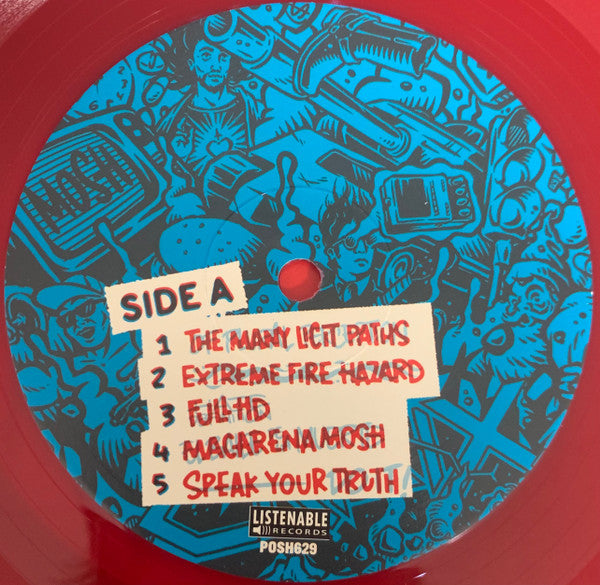 SIDE A
1 THE MANY LICIT PATHS
2 EXTREME FIRE HAZARD
3 FULL HD
4 MACARENA MOSH
5 SPEAK YOUR TRUTH
LISTENABLE
RECORDS
POSH629